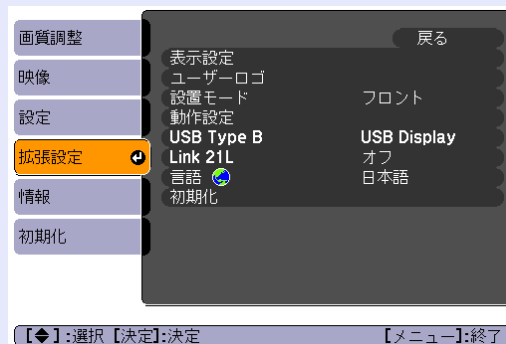 画質調整
映像
設定
拡張設定
情報
初期化
戻る
表示設定
ユーザーロゴ
設置モード フロント
動作設定
USB Type B USB Display
Link 21L オフ
言語 日本語
初期化
【◆】:選択 【決定】:決定 【メニュー】:終了